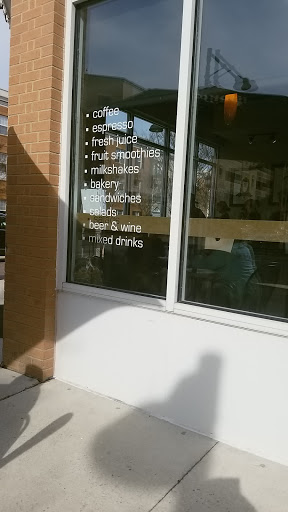 • coffee
• espresso
• fresh juice
• fruit smoothies
• milkshakes
• bakery
• sandwiches
• salads
• beer & wine
• mixed drinks